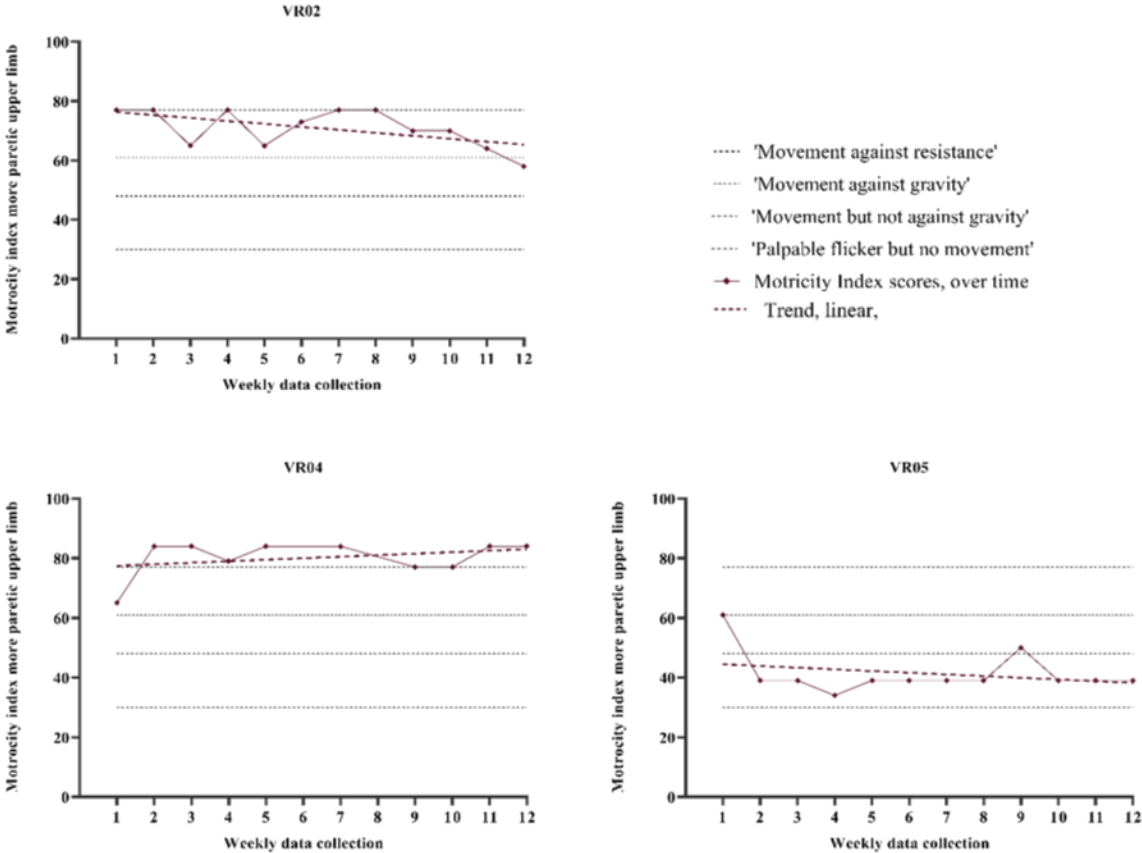 VR02
Motrocity index more paretic upper limb
100
80
60
40
20
0
1 2 3 4 5 6 7 8 9 10 11 12
Weekly data collection
'Movement against resistance'
'Movement against gravity'
'Movement but not against gravity'
'Palpable flicker but no movement'
Motricity Index scores, over time
Trend, linear,
VR04
Motrocity index more paretic upper limb
100
80
60
40
20
0
1 2 3 4 5 6 7 8 9 10 11 12
Weekly data collection
VR05
Motrocity index more paretic upper limb
100
80
60
40
20
0
1 2 3 4 5 6 7 8 9 10 11 12
Weekly data collection